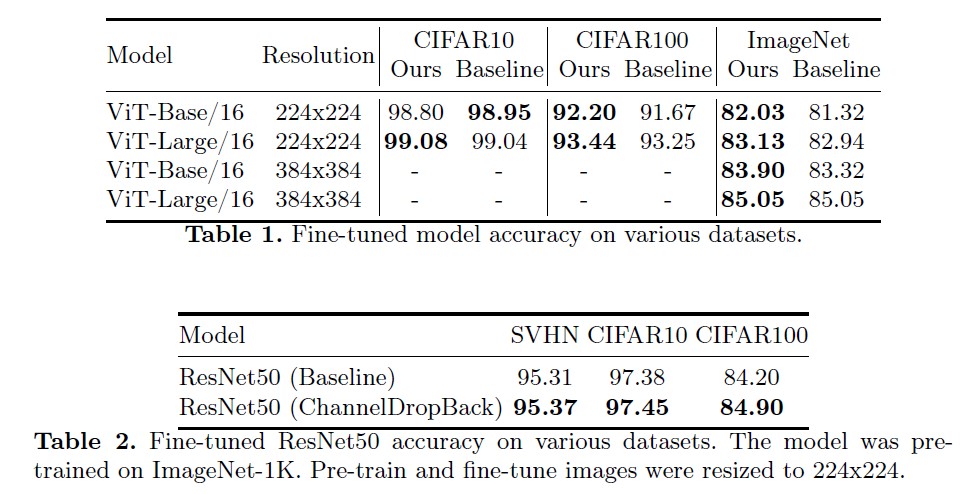 Model Resolution CIFAR10 CIFAR100 ImageNet
Ours Baseline Ours Baseline Ours Baseline
ViT-Base/16 224x224 98.80 98.95 92.20 91.67 82.03 81.32
ViT-Large/16 224x224 99.08 99.04 93.44 93.25 83.13 82.94
ViT-Base/16 384x384 - - - - 83.90 83.32
ViT-Large/16 384x384 - - - - 85.05 85.05
Table 1. Fine-tuned model accuracy on various datasets.
Model SVHN CIFAR10 CIFAR100
ResNet50 (Baseline) 95.31 97.38 84.20
ResNet50 (ChannelDropBack) 95.37 97.45 84.90
Table 2. Fine-tuned ResNet50 accuracy on various datasets. The model was pre-
trained on ImageNet-1K. Pre-train and fine-tune images were resized to 224x224.